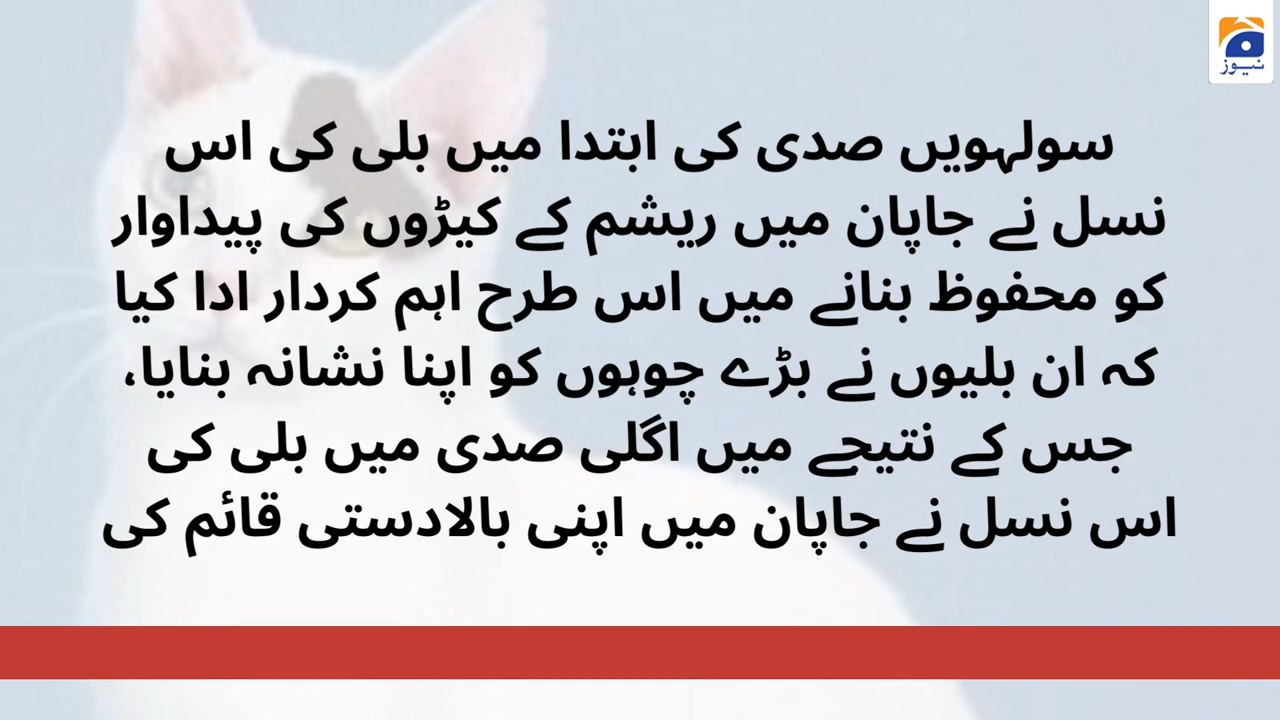 نیوز
سولہویں صدی کی ابتدا میں بلی کی اس
نسل نے جاپان میں ریشم کے کیڑوں کی پیداوار
کو محفوظ بنانے میں اس طرح اہم کردار ادا کیا
کہ ان بلیوں نے بڑے چوہوں کو اپنا نشانہ بنایا،
جس کے نتیجے میں اگلی صدی میں بلی کی
اس نسل نے جاپان میں اپنی بالادستی قائم کی